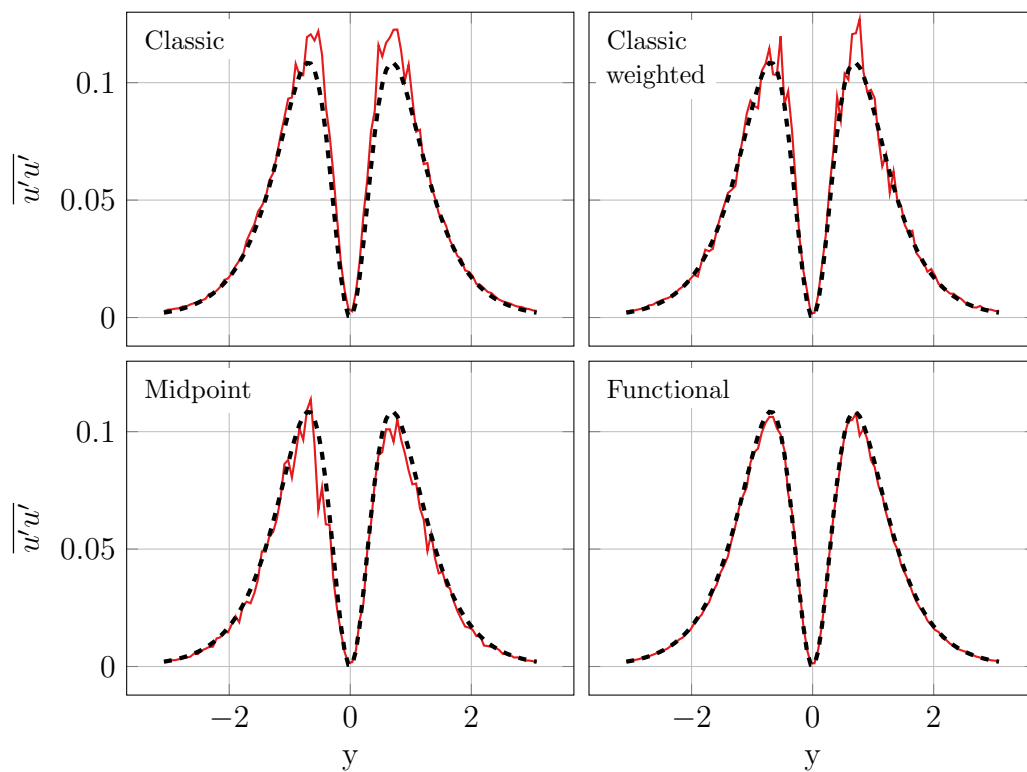 Classic
Classic
weighted
0.1
0.05
0
u′u′
Midpoint
Functional
0.1
0.05
0
u′u′
−2
0
2
−2
0
2
y
y